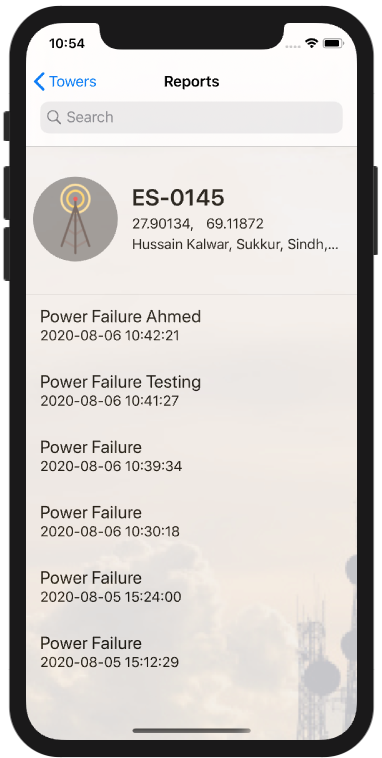 10:54
Towers
Reports
Search
ES-0145
27.90134, 69.11872
Hussain Kalwar, Sukkur, Sindh,...
Power Failure Ahmed
2020-08-06 10:42:21
Power Failure Testing
2020-08-06 10:41:27
Power Failure
2020-08-06 10:39:34
Power Failure
2020-08-06 10:30:18
Power Failure
2020-08-05 15:24:00
Power Failure
2020-08-05 15:12:29